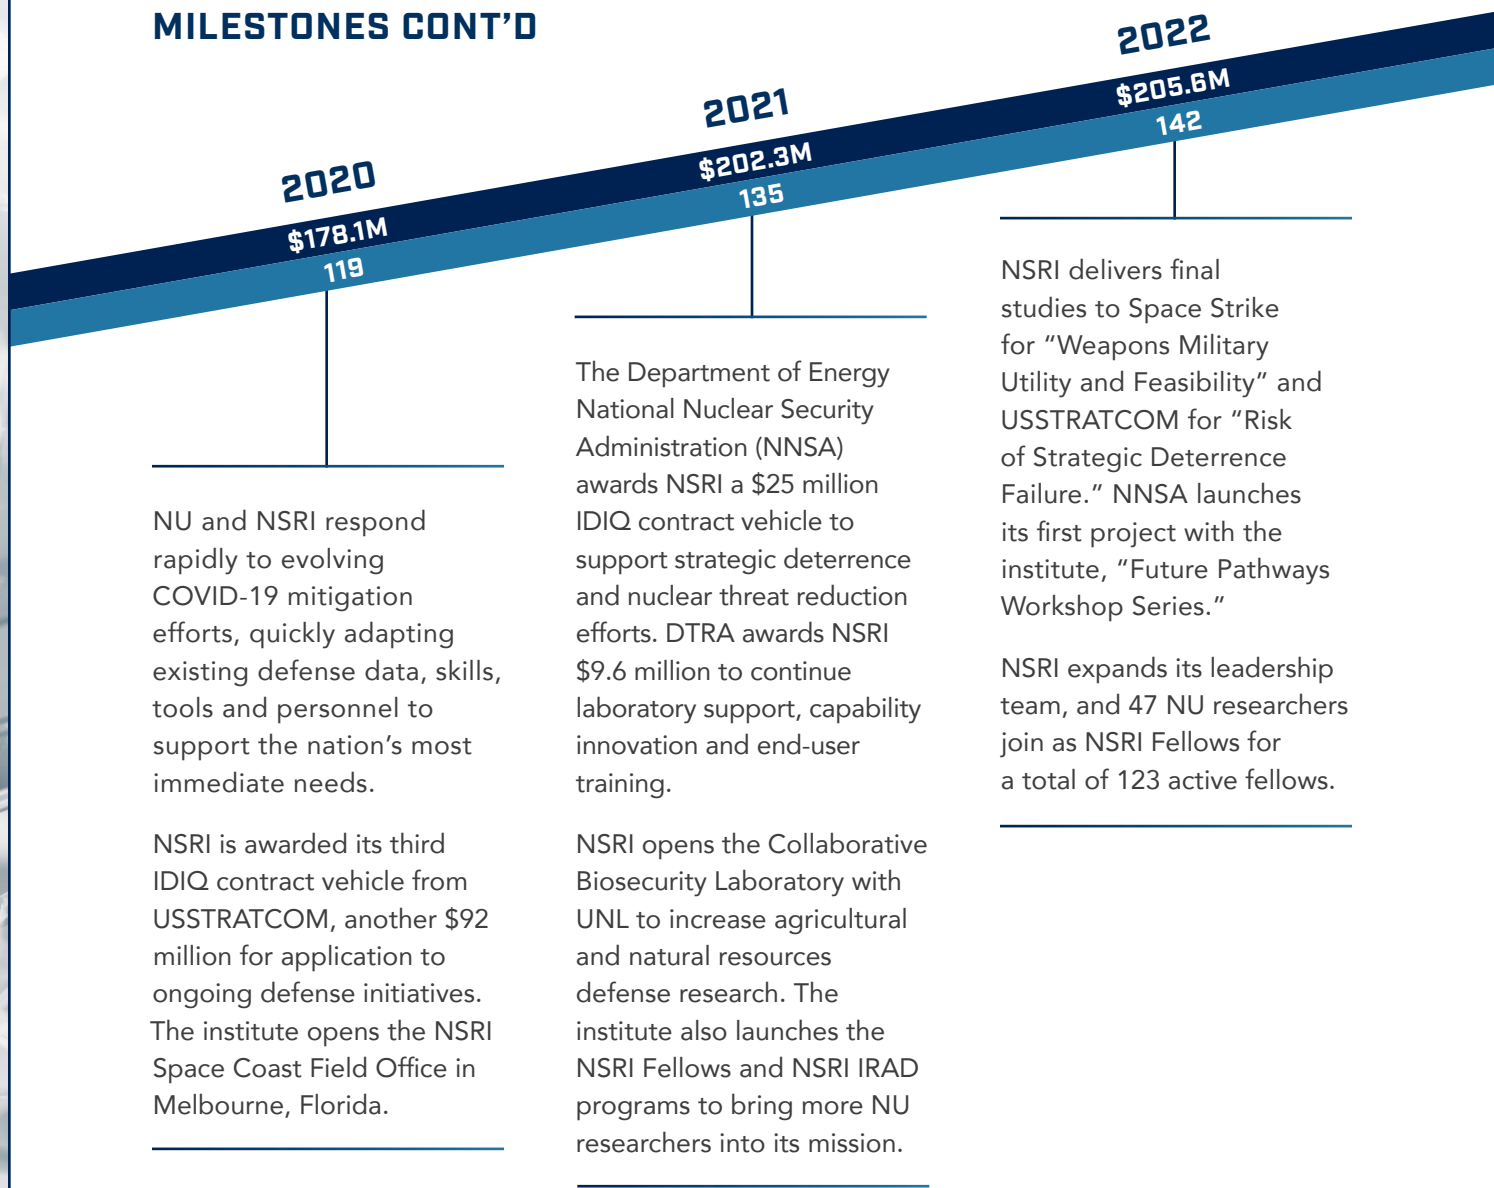 MILESTONES CONT’D
2020
$178.1M
119
NU and NSRI respond
rapidly to evolving
COVID-19 mitigation
efforts, quickly adapting
existing defense data, skills,
tools and personnel to
support the nation’s most
immediate needs.
NSRI is awarded its third
IDIQ contract vehicle from
USSTRATCOM, another $92
million for application to
ongoing defense initiatives.
The institute opens the NSRI
Space Coast Field Office in
Melbourne, Florida.
2021
$202.3M
135
The Department of Energy
National Nuclear Security
Administration (NNSA)
awards NSRI a $25 million
IDIQ contract vehicle to
support strategic deterrence
and nuclear threat reduction
efforts. DTRA awards NSRI
$9.6 million to continue
laboratory support, capability
innovation and end-user
training.
NSRI opens the Collaborative
Biosecurity Laboratory with
UNL to increase agricultural
and natural resources
defense research. The
institute also launches the
NSRI Fellows and NSRI IRAD
programs to bring more NU
researchers into its mission.
2022
$205.6M
142
NSRI delivers final
studies to Space Strike
for “Weapons Military
Utility and Feasibility” and
USSTRATCOM for “Risk
of Strategic Deterrence
Failure.” NNSA launches
its first project with the
institute, “Future Pathways
Workshop Series.”
NSRI expands its leadership
team, and 47 NU researchers
join as NSRI Fellows for
a total of 123 active fellows.